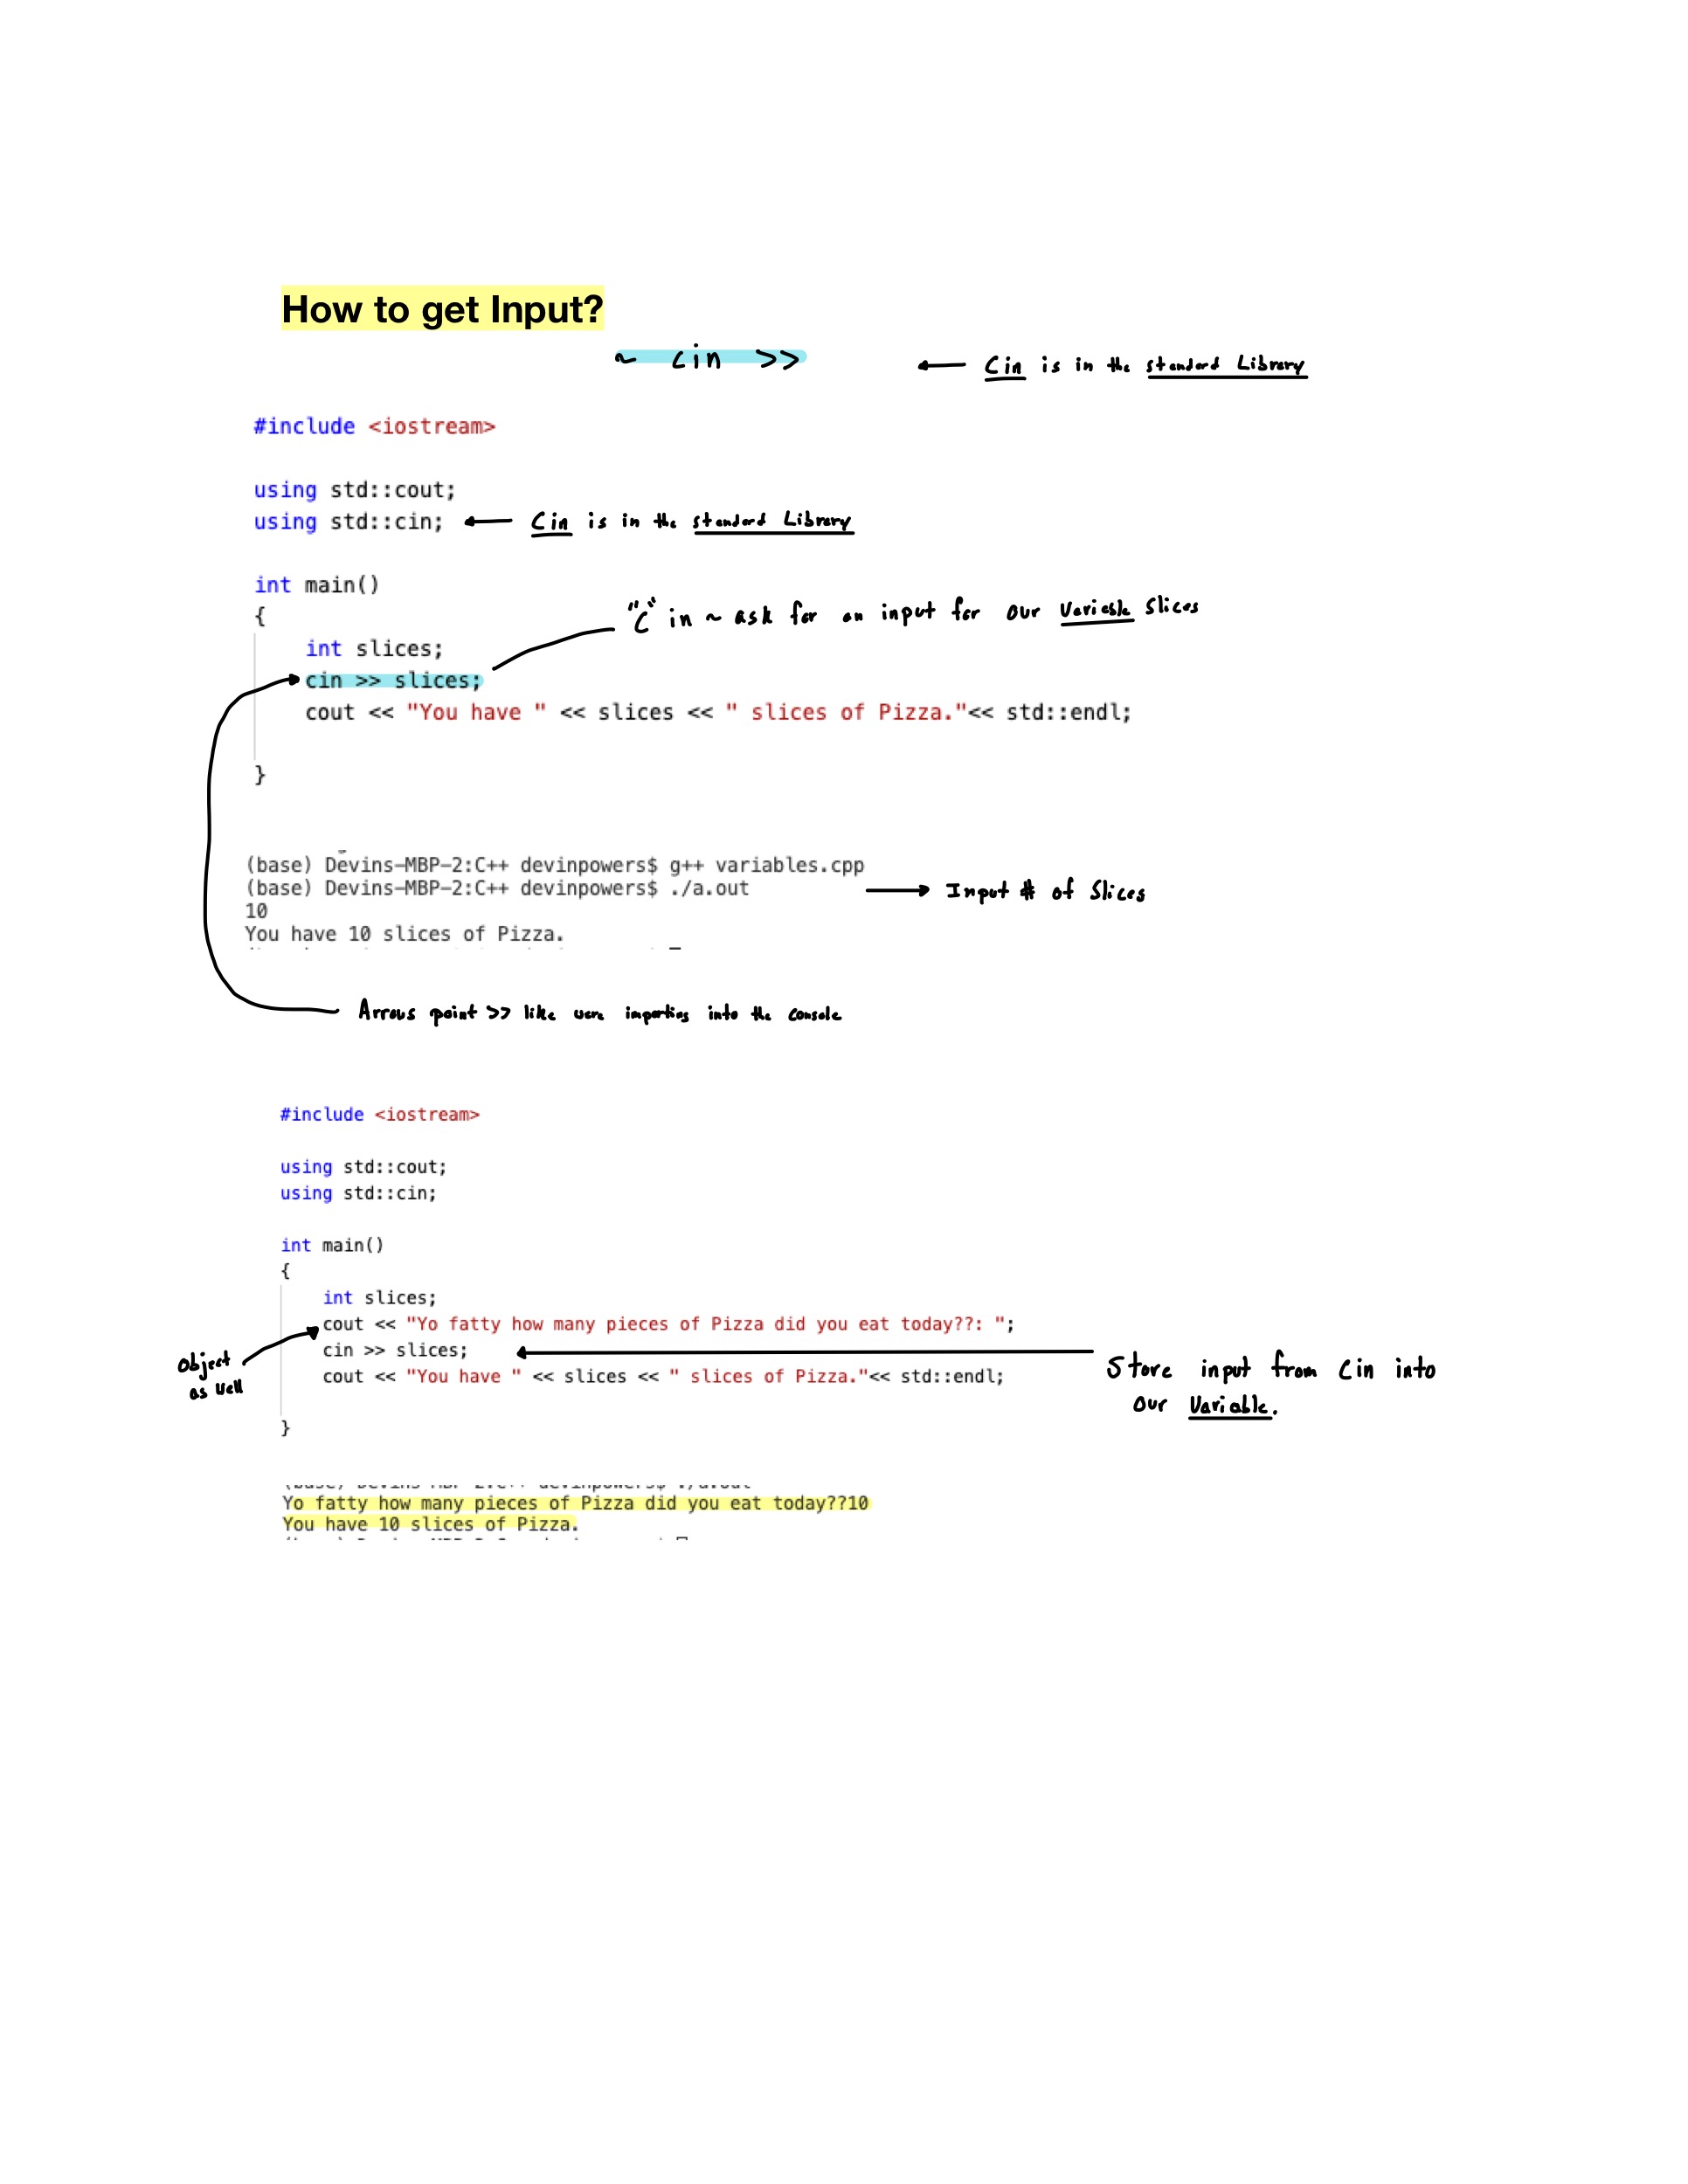 How to get Input?
~ cin >> ← Cin is in the standard Library
#include <iostream>
using std::cout;
using std::cin; ← Cin is in the standard Library
int main()
{
"C" in ~ ask for an input for our Variable Slices
int slices;
cin >> slices;
cout << "You have " << slices << " slices of Pizza."<< std::endl;
}
(base) Devins-MBP-2:C++ devinpowers$ g++ variables.cpp
(base) Devins-MBP-2:C++ devinpowers$ ./a.out → Input # of Slices
10
You have 10 slices of Pizza.
Arrows point >> like were importing into the console
#include <iostream>
using std::cout;
using std::cin;
int main()
{
int slices;
cout << "Yo fatty how many pieces of Pizza did you eat today??: ";
cin >> slices;
cout << "You have " << slices << " slices of Pizza."<< std::endl;
Object
as well
Store input from Cin into
our Variable.
}
Yo fatty how many pieces of Pizza did you eat today??10
You have 10 slices of Pizza.